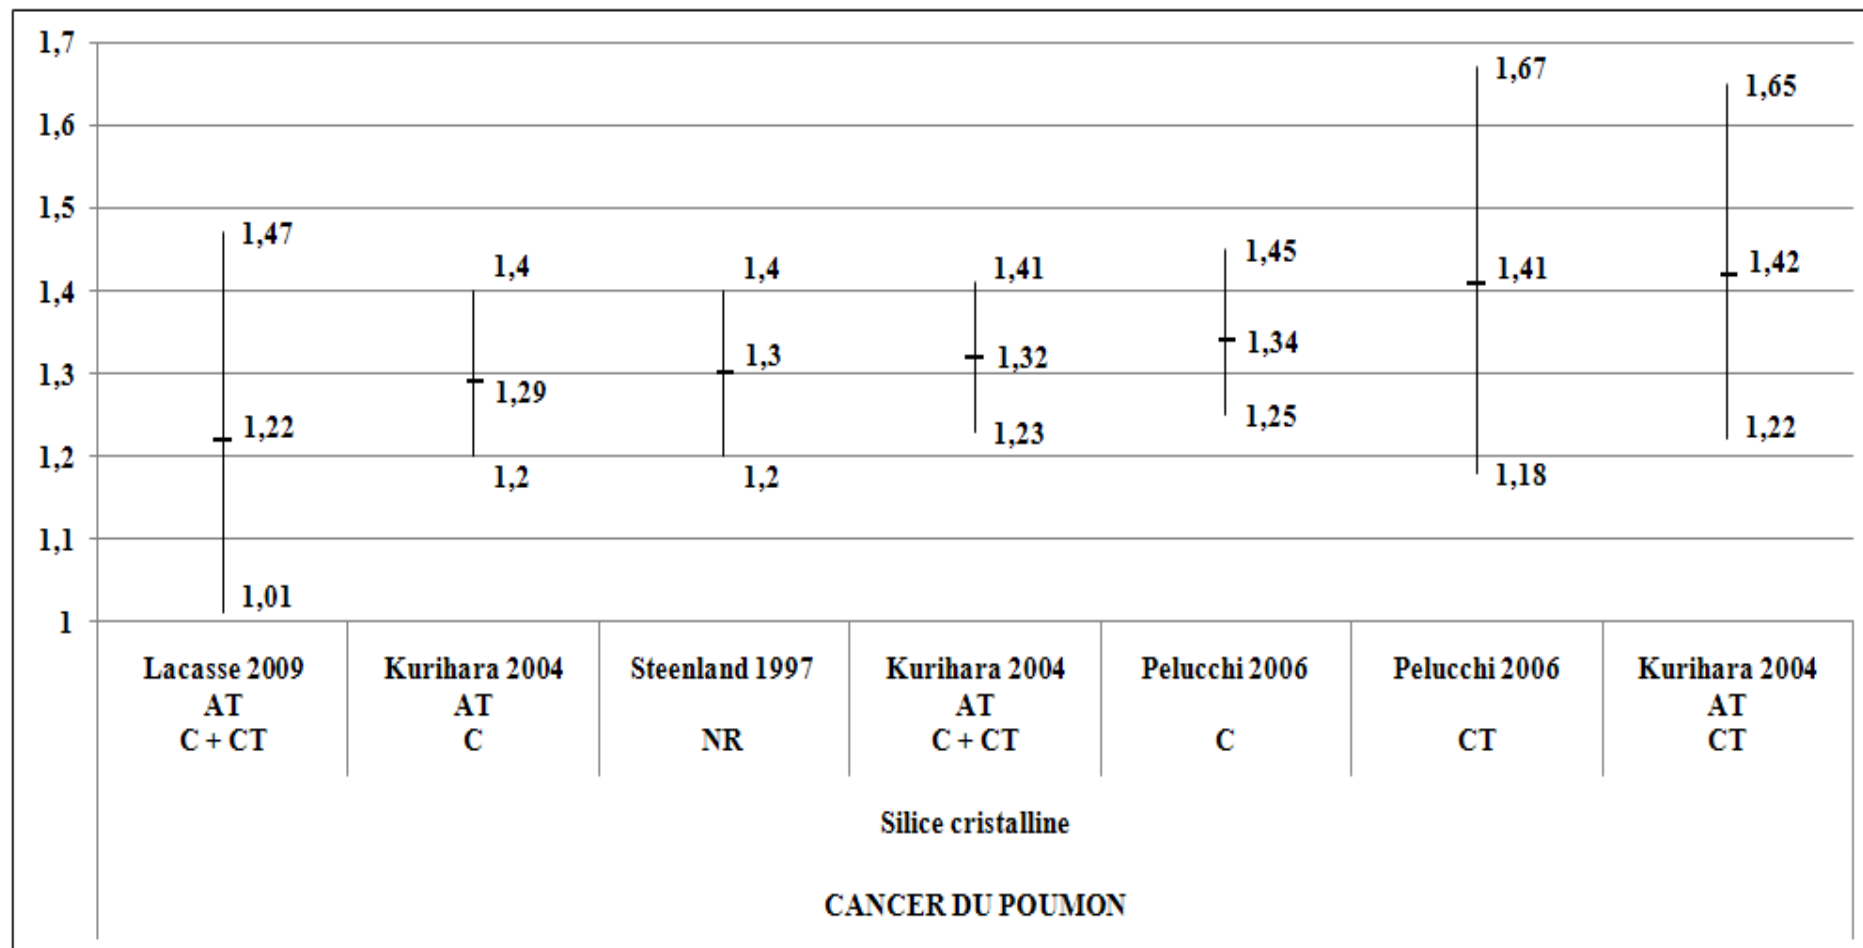 1,7
1,6
1,5
1,4
1,3
1,2
1,1
1
1,47
1,22
1,01
1,4
1,29
1,2
1,4
1,3
1,2
1,41
1,32
1,23
1,45
1,34
1,25
1,67
1,41
1,18
1,65
1,42
1,22
Lacasse 2009
AT
C + CT
Kurihara 2004
AT
C
Steenland 1997
NR
Kurihara 2004
AT
C + CT
Pelucchi 2006
C
Pelucchi 2006
CT
Kurihara 2004
AT
CT
Silice cristalline
CANCER DU POUMON